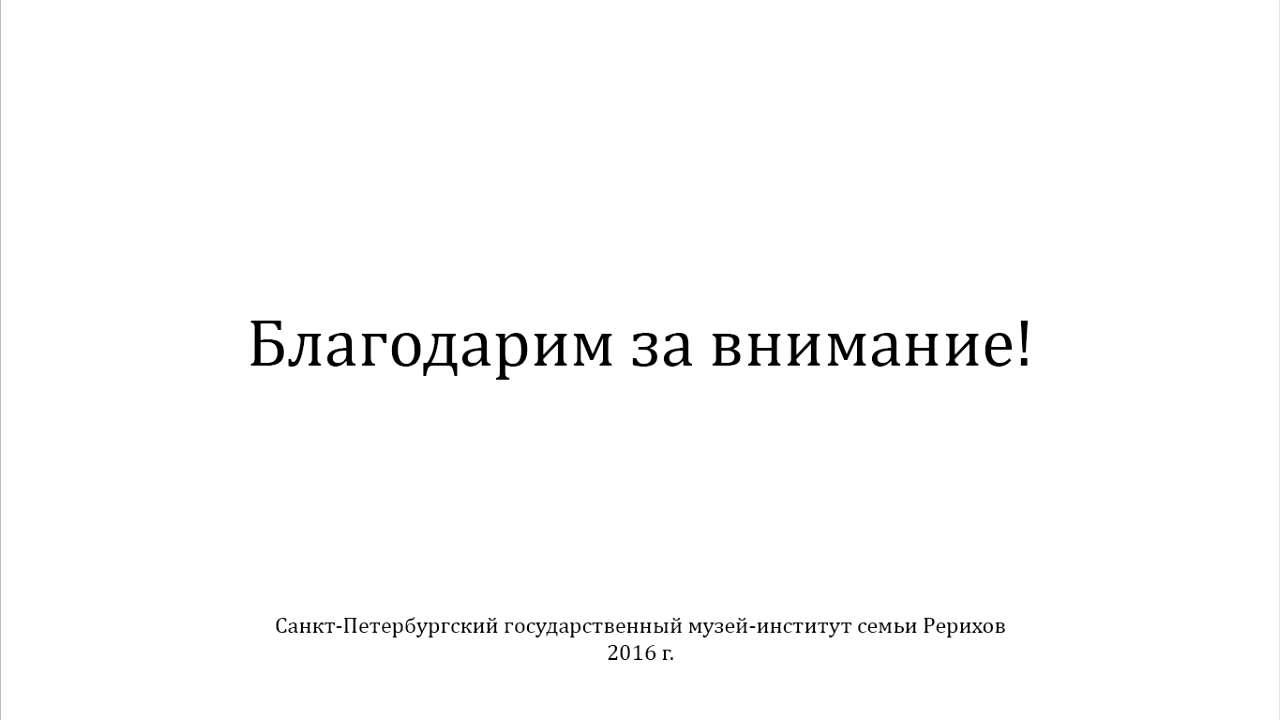 Благодарим за внимание!
Санкт-Петербургский государственный музей-институт семьи Рерихов
2016 г.